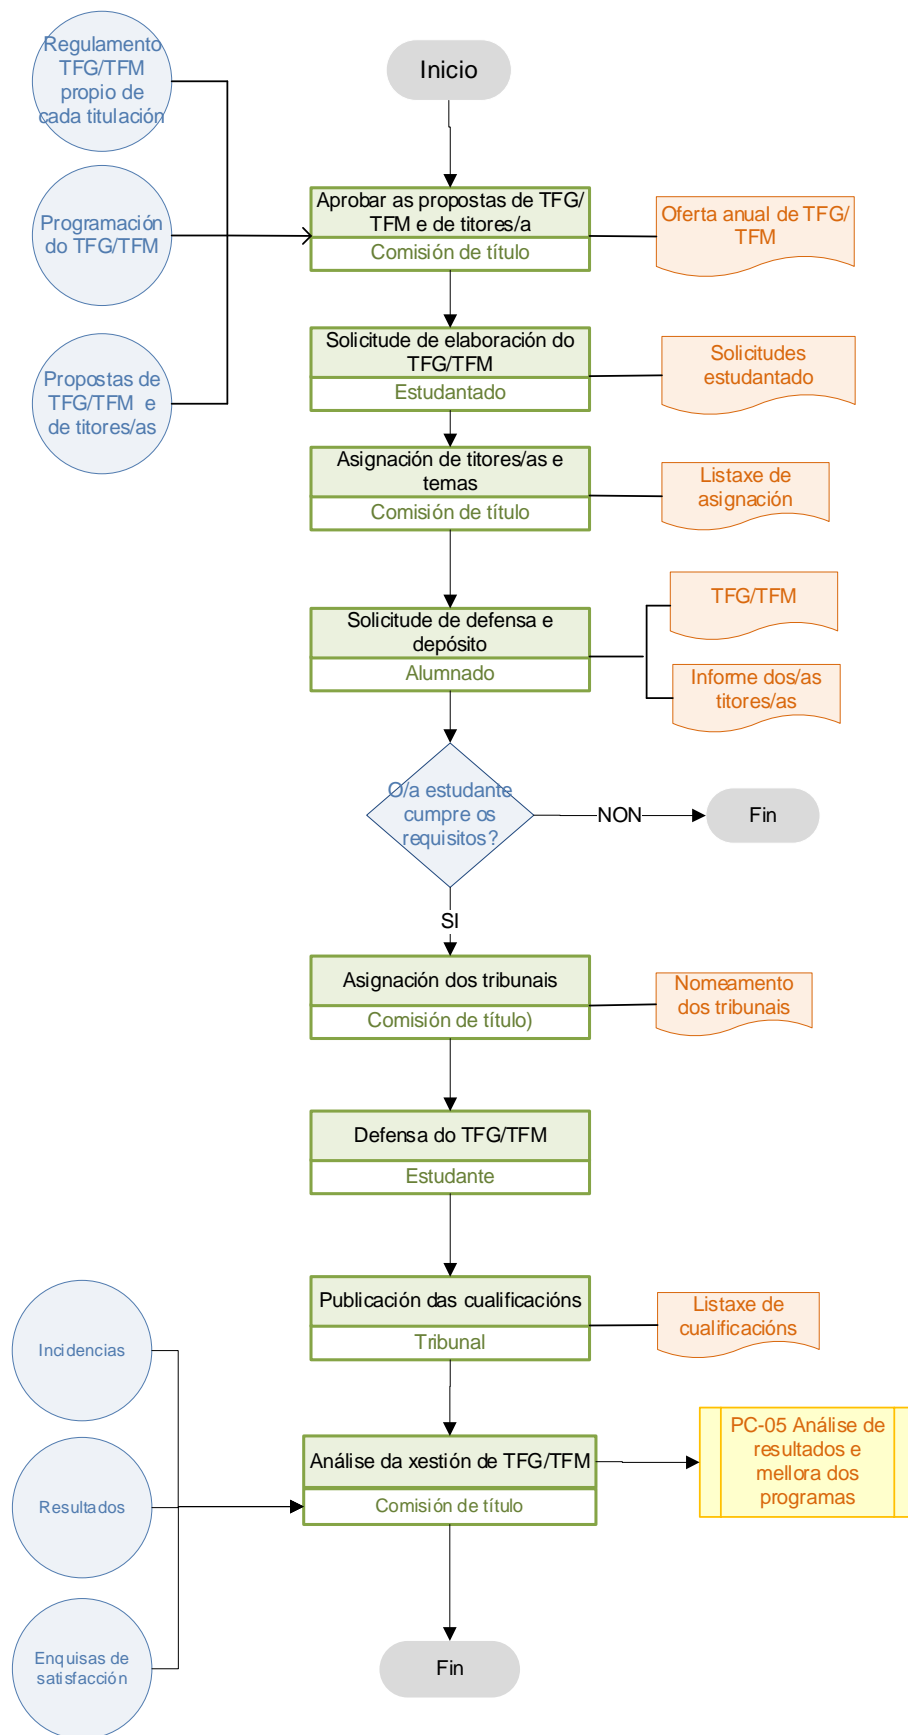 Regulamento
TFG/TFM
propio de
cada titulación
Inicio
Programación
do TFG/TFM
Aprobar as propostas de TFG/
TFM e de titores/a
Comisión de título
Oferta anual de TFG/
TFM
Propostas de
TFG/TFM e
de titores/as
Solicitude de elaboración do
TFG/TFM
Estudantado
Solicitudes
estudantado
Asignación de titores/as e
temas
Comisión de título
Listaxe de
asignación
Solicitude de defensa e
depósito
Alumnado
TFG/TFM
Informe dos/as
titores/as
O/a estudante
cumpre os
requisitos?
NON
Fin
SI
Asignación dos tribunais
Comisión de título)
Nomeamento
dos tribunais
Defensa do TFG/TFM
Estudante
Publicación das cualificacións
Tribunal
Listaxe de
cualificacións
Incidencias
Resultados
Enquisas de
satisfacción
Análise da xestión de TFG/TFM
Comisión de título
PC-05 Análise de
resultados e
mellora dos
programas
Fin